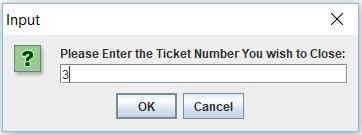 Input
Please Enter the Ticket Number You wish to Close:
3
OK Cancel